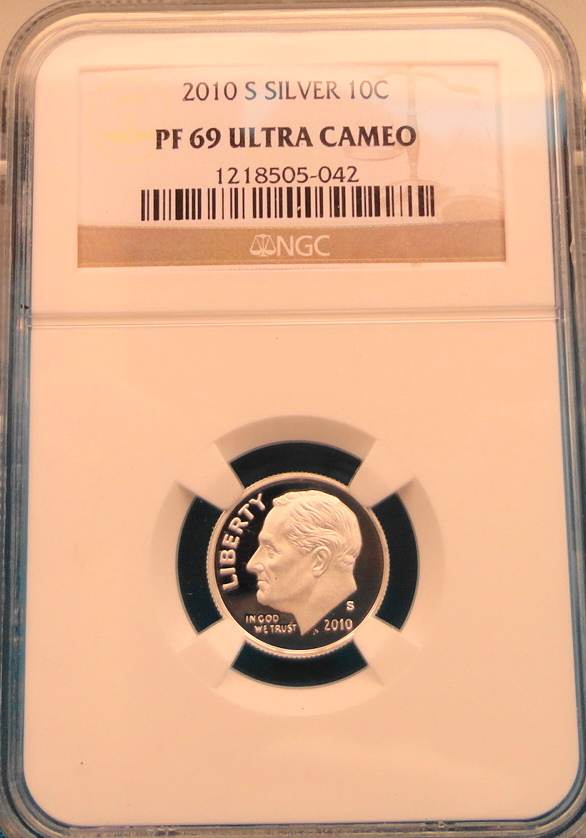 2010 S SILVER 10C
PF 69 ULTRA CAMEO
1218505-042
NGC
LIBERTY
IN GOD
WE TRUST
S
2010